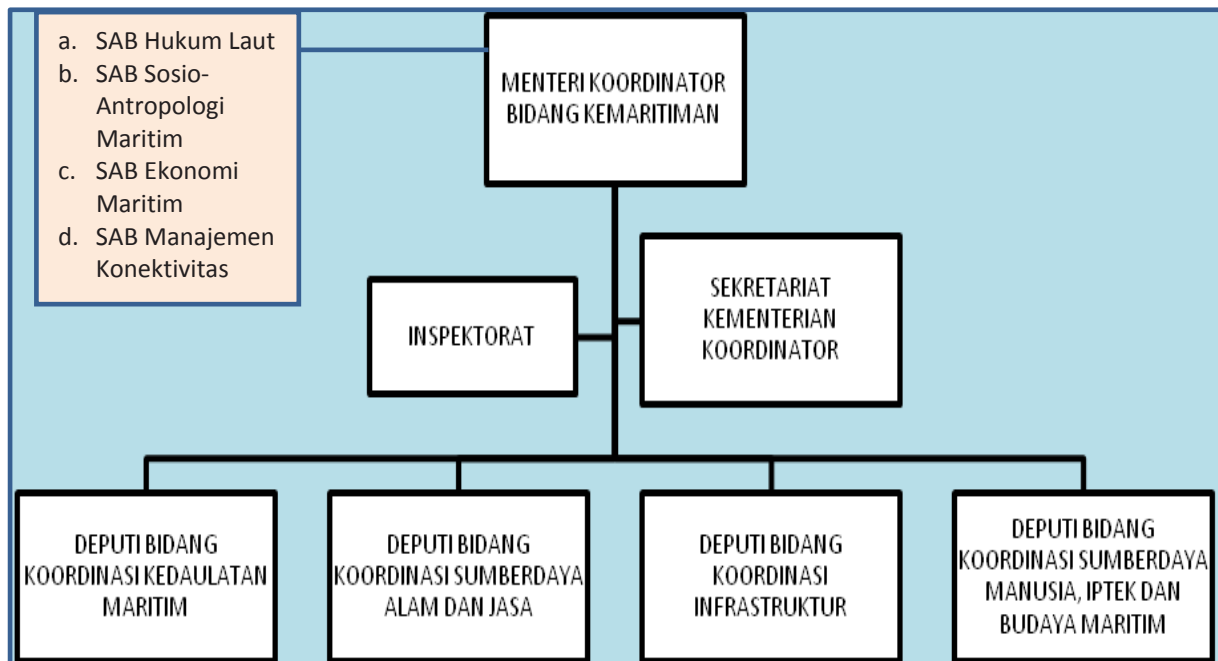 a. SAB Hukum Laut
b. SAB Sosio-
Antropologi
Maritim
c. SAB Ekonomi
Maritim
d. SAB Manajemen
Konektivitas
MENTERI KOORDINATOR
BIDANG KEMARITIMAN
SEKRETARIAT
KEMENTERIAN
KOORDINATOR
INSPEKTORAT
DEPUTI BIDANG
KOORDINASI KEDAULATAN
MARITIM
DEPUTI BIDANG
KOORDINASI SUMBERDAYA
ALAM DAN JASA
DEPUTI BIDANG
KOORDINASI
INFRASTRUKTUR
DEPUTI BIDANG
KOORDINASI SUMBERDAYA
MANUSIA, IPTEK DAN
BUDAYA MARITIM